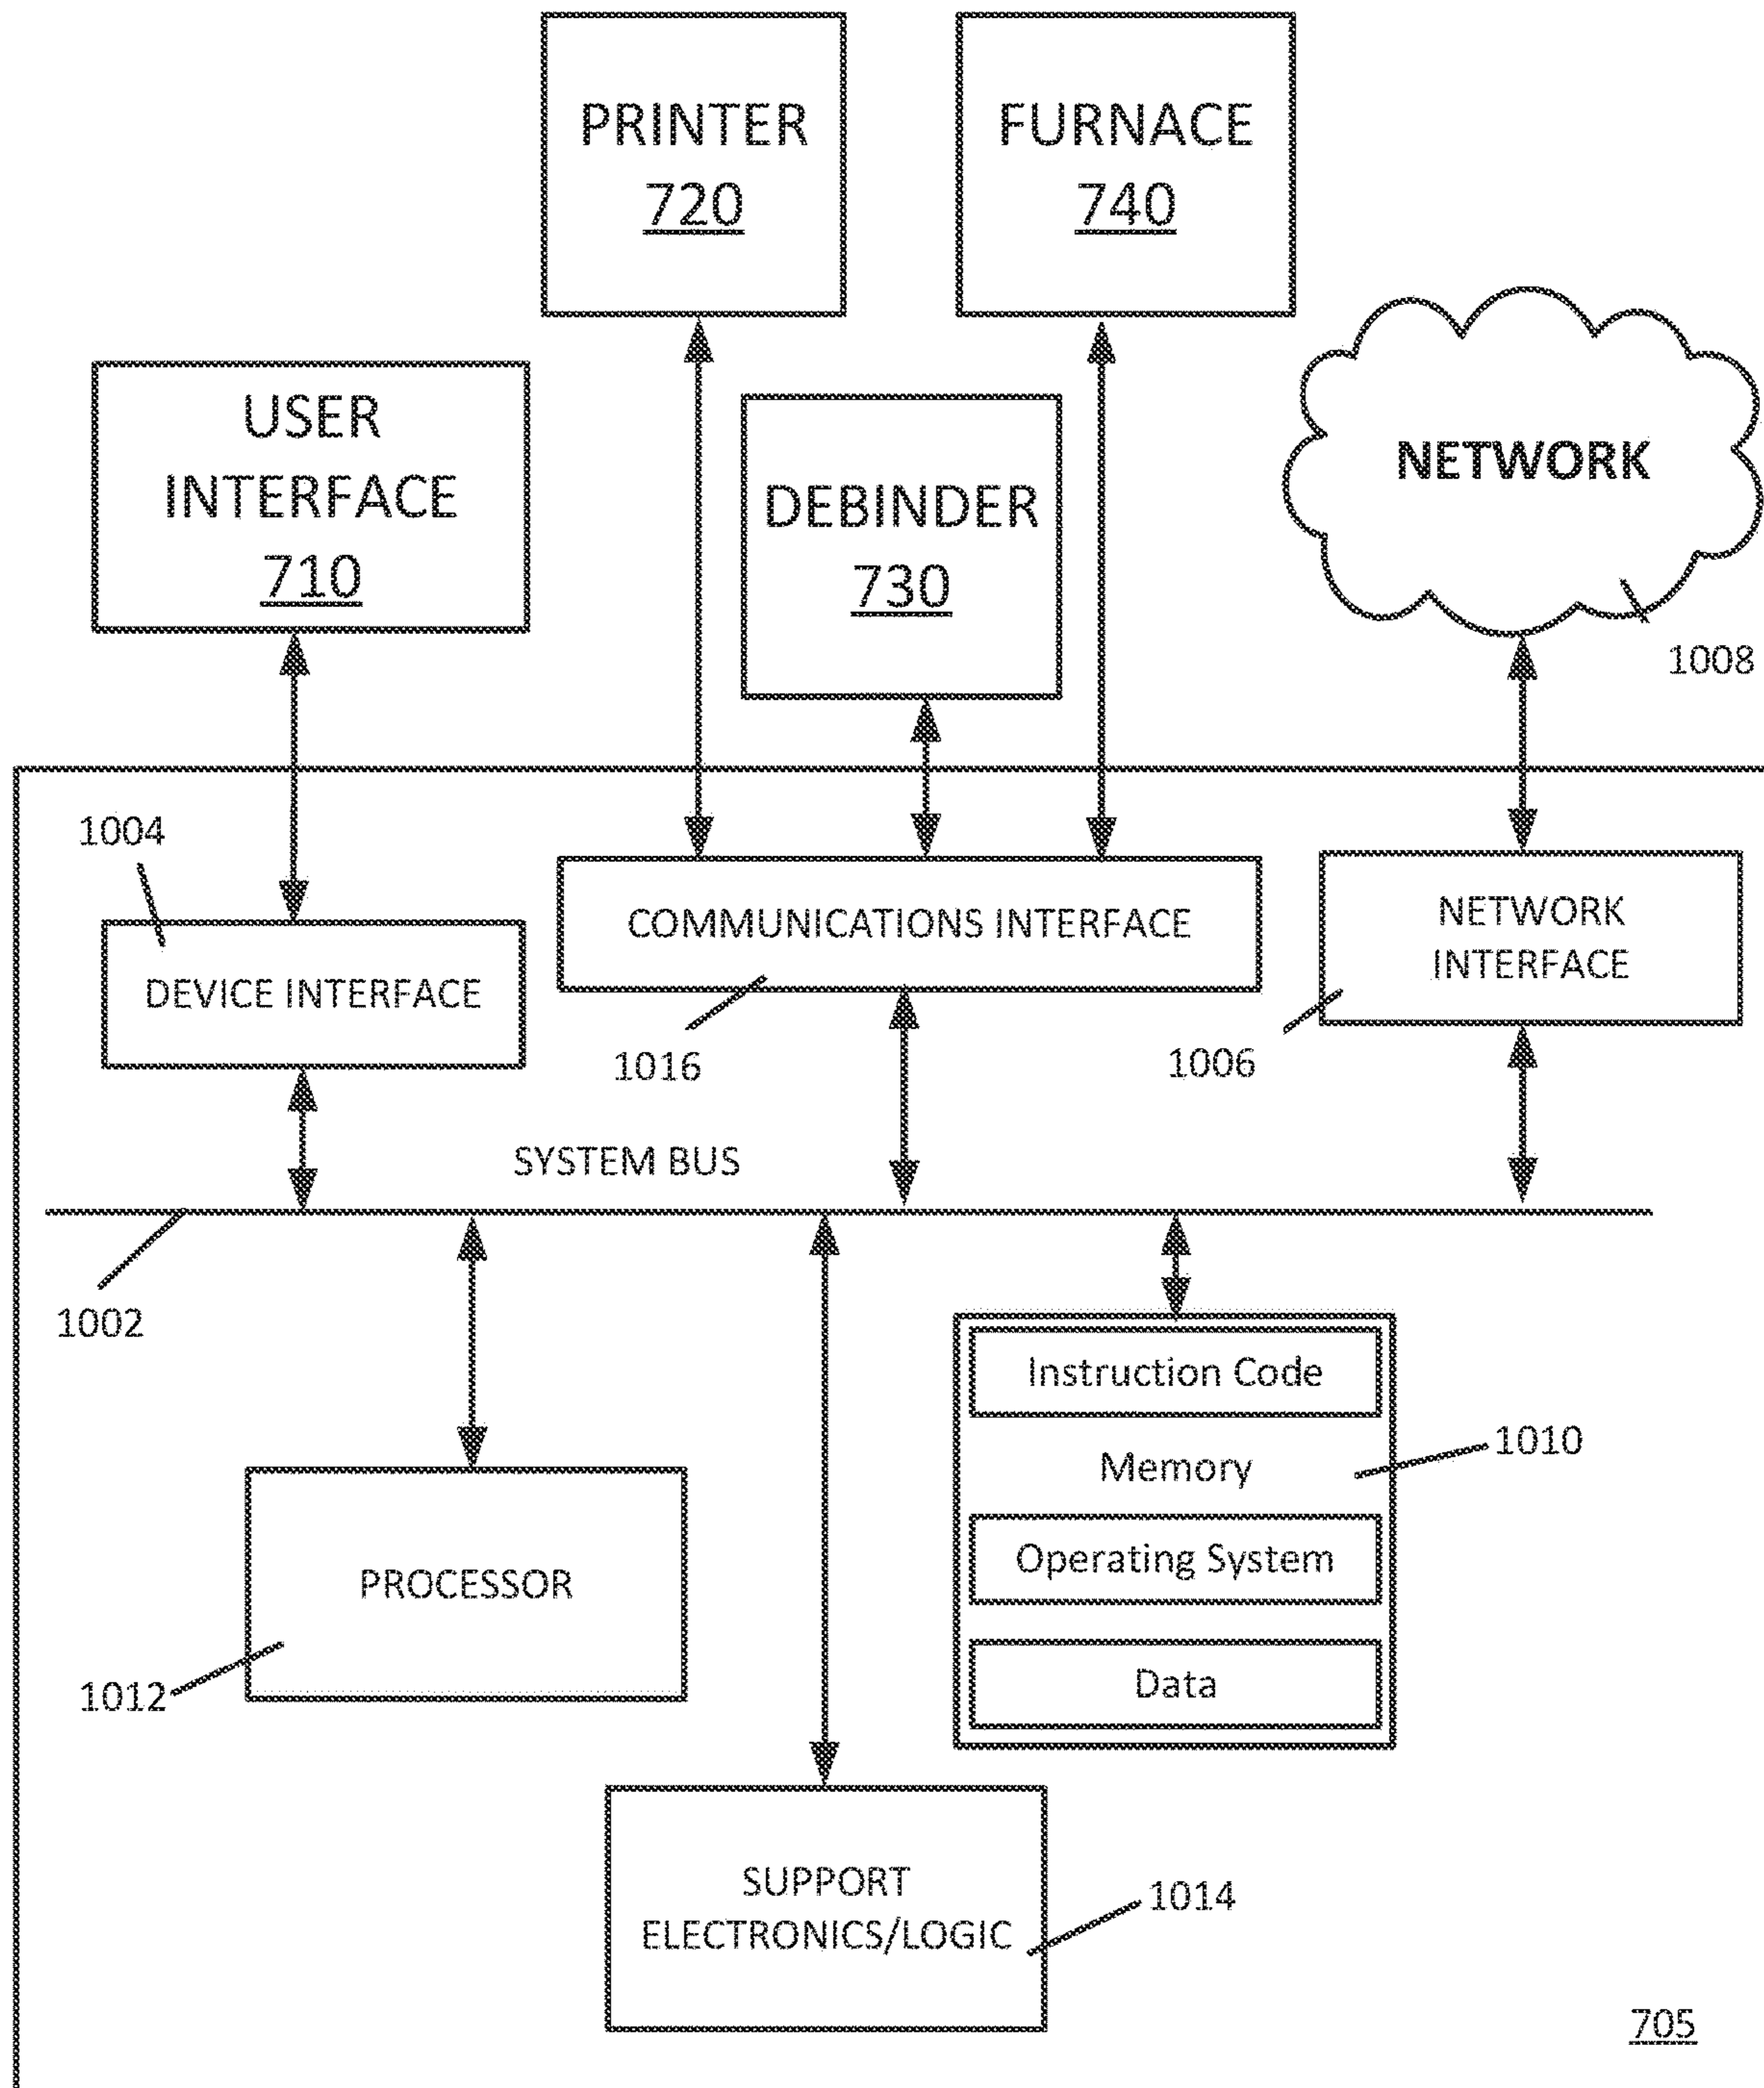 PRINTER
720
FURNACE
740
USER
INTERFACE
710
DEBINDER
730
NETWORK
1008
1004
DEVICE INTERFACE
COMMUNICATIONS INTERFACE
1016
NETWORK
INTERFACE
1006
SYSTEM BUS
1002
Instruction Code
Memory
1010
Operating System
Data
PROCESSOR
1012
SUPPORT
ELECTRONICS/LOGIC
1014
705